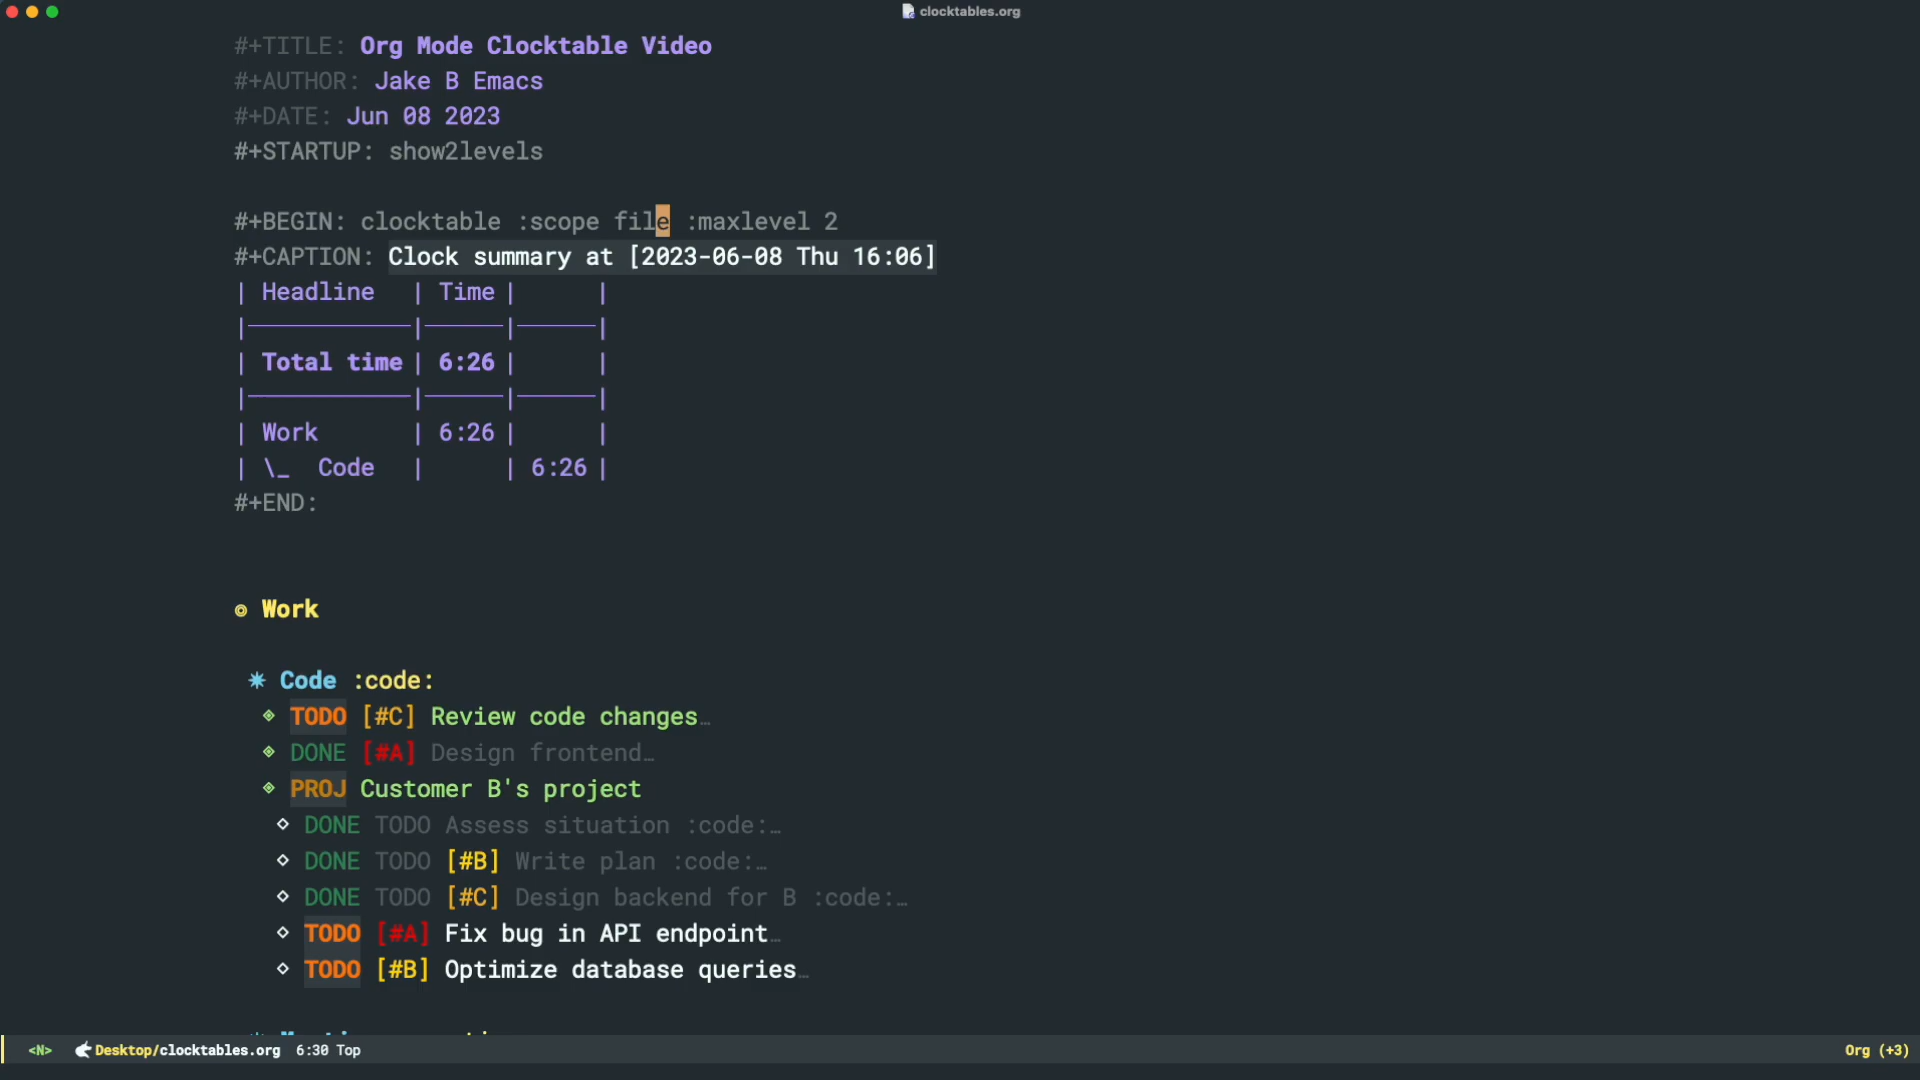 clocktables.org
#+TITLE: Org Mode Clocktable Video
#+AUTHOR: Jake B Emacs
#+DATE: Jun 08 2023
#+STARTUP: show2levels
#+BEGIN: clocktable :scope file :maxlevel 2
#+CAPTION: Clock summary at [2023-06-08 Thu 16:06]
| Headline | Time | |
| Total time | 6:26 | |
| Work | 6:26 | |
| \_ Code | | 6:26 |
#+END:
Work
Code :code:
TODO [#C] Review code changes…
DONE [#A] Design frontend…
PROJ Customer B's project
DONE TODO Assess situation :code:…
DONE TODO [#B] Write plan :code:…
DONE TODO [#C] Design backend for B :code:…
TODO [#A] Fix bug in API endpoint…
TODO [#B] Optimize database queries…
<N> Desktop/clocktables.org 6:30 Top Org (+3)